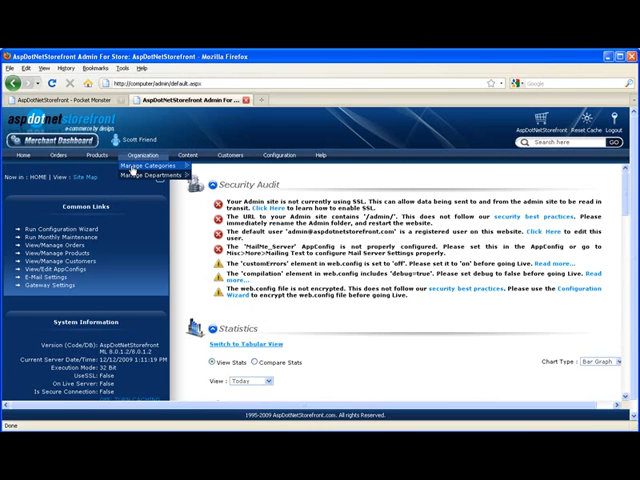 AspDotNetStorefront Admin For Store: AspDotNetStorefront - Mozilla Firefox
File Edit View History Bookmarks Tools Help
http://computer/admin/default.aspx
Google
AspDotNetStorefront - Pocket Monster
AspDotNetStorefront Admin For Store: ...
aspdotnetstorefront
e-commerce by design
AspDotNetStorefront Reset Cache Logout
Merchant Dashboard
Scott Friend
Search here... GO
Home Orders Products Organization Content Customers Configuration Help
Manage Categories
Manage Departments
Now in : HOME | View : Site Map
Common Links
Run Configuration Wizard
Run Monthly Maintenance
View/Manage Orders
View/Manage Products
View/Manage Customers
View/Edit AppConfigs
E-Mail Settings
Gateway Settings
System Information
Version (Code/DB): AspDotNetStorefront
ML 8.0.1.2/8.0.1.2
Current Server Date/Time: 12/12/2009 1:11:19 PM
Execution Mode: 32 Bit
UseSSL: False
On Live Server: False
Is Secure Connection: False
Security Audit
Your Admin site is not currently using SSL. This can allow data being sent to and from the admin site to be read in
transit. Click Here to learn how to enable SSL.
The URL to your Admin site contains '/admin/'. This does not follow our security best practices. Please
rename the Admin folder, and restart the website.
The default user 'admin@aspdotnetstorefront.com' is a registered user on this website. Click Here to edit this
user.
The 'MailMe_Server' AppConfig is not properly configured. Please set this in the AppConfig or go to
Misc>More>Mailing Test to configure Mail Server Settings properly.
The 'customErrors' element in web.config is set to 'off'. Please set it to 'on' before going Live. Read more...
The 'compilation' element in web.config includes 'debug=true'. Please set debug to false before going Live. Read
more...
The web.config file is not encrypted. This does not follow our security best practices. Please use the Configuration
Wizard to encrypt the web.config file before going Live.
Statistics
Switch to Tabular View
View Stats Compare Stats
Chart Type : Bar Graph
View : Today
1995-2009 AspDotNetStorefront.com. All rights Reserved.
Done